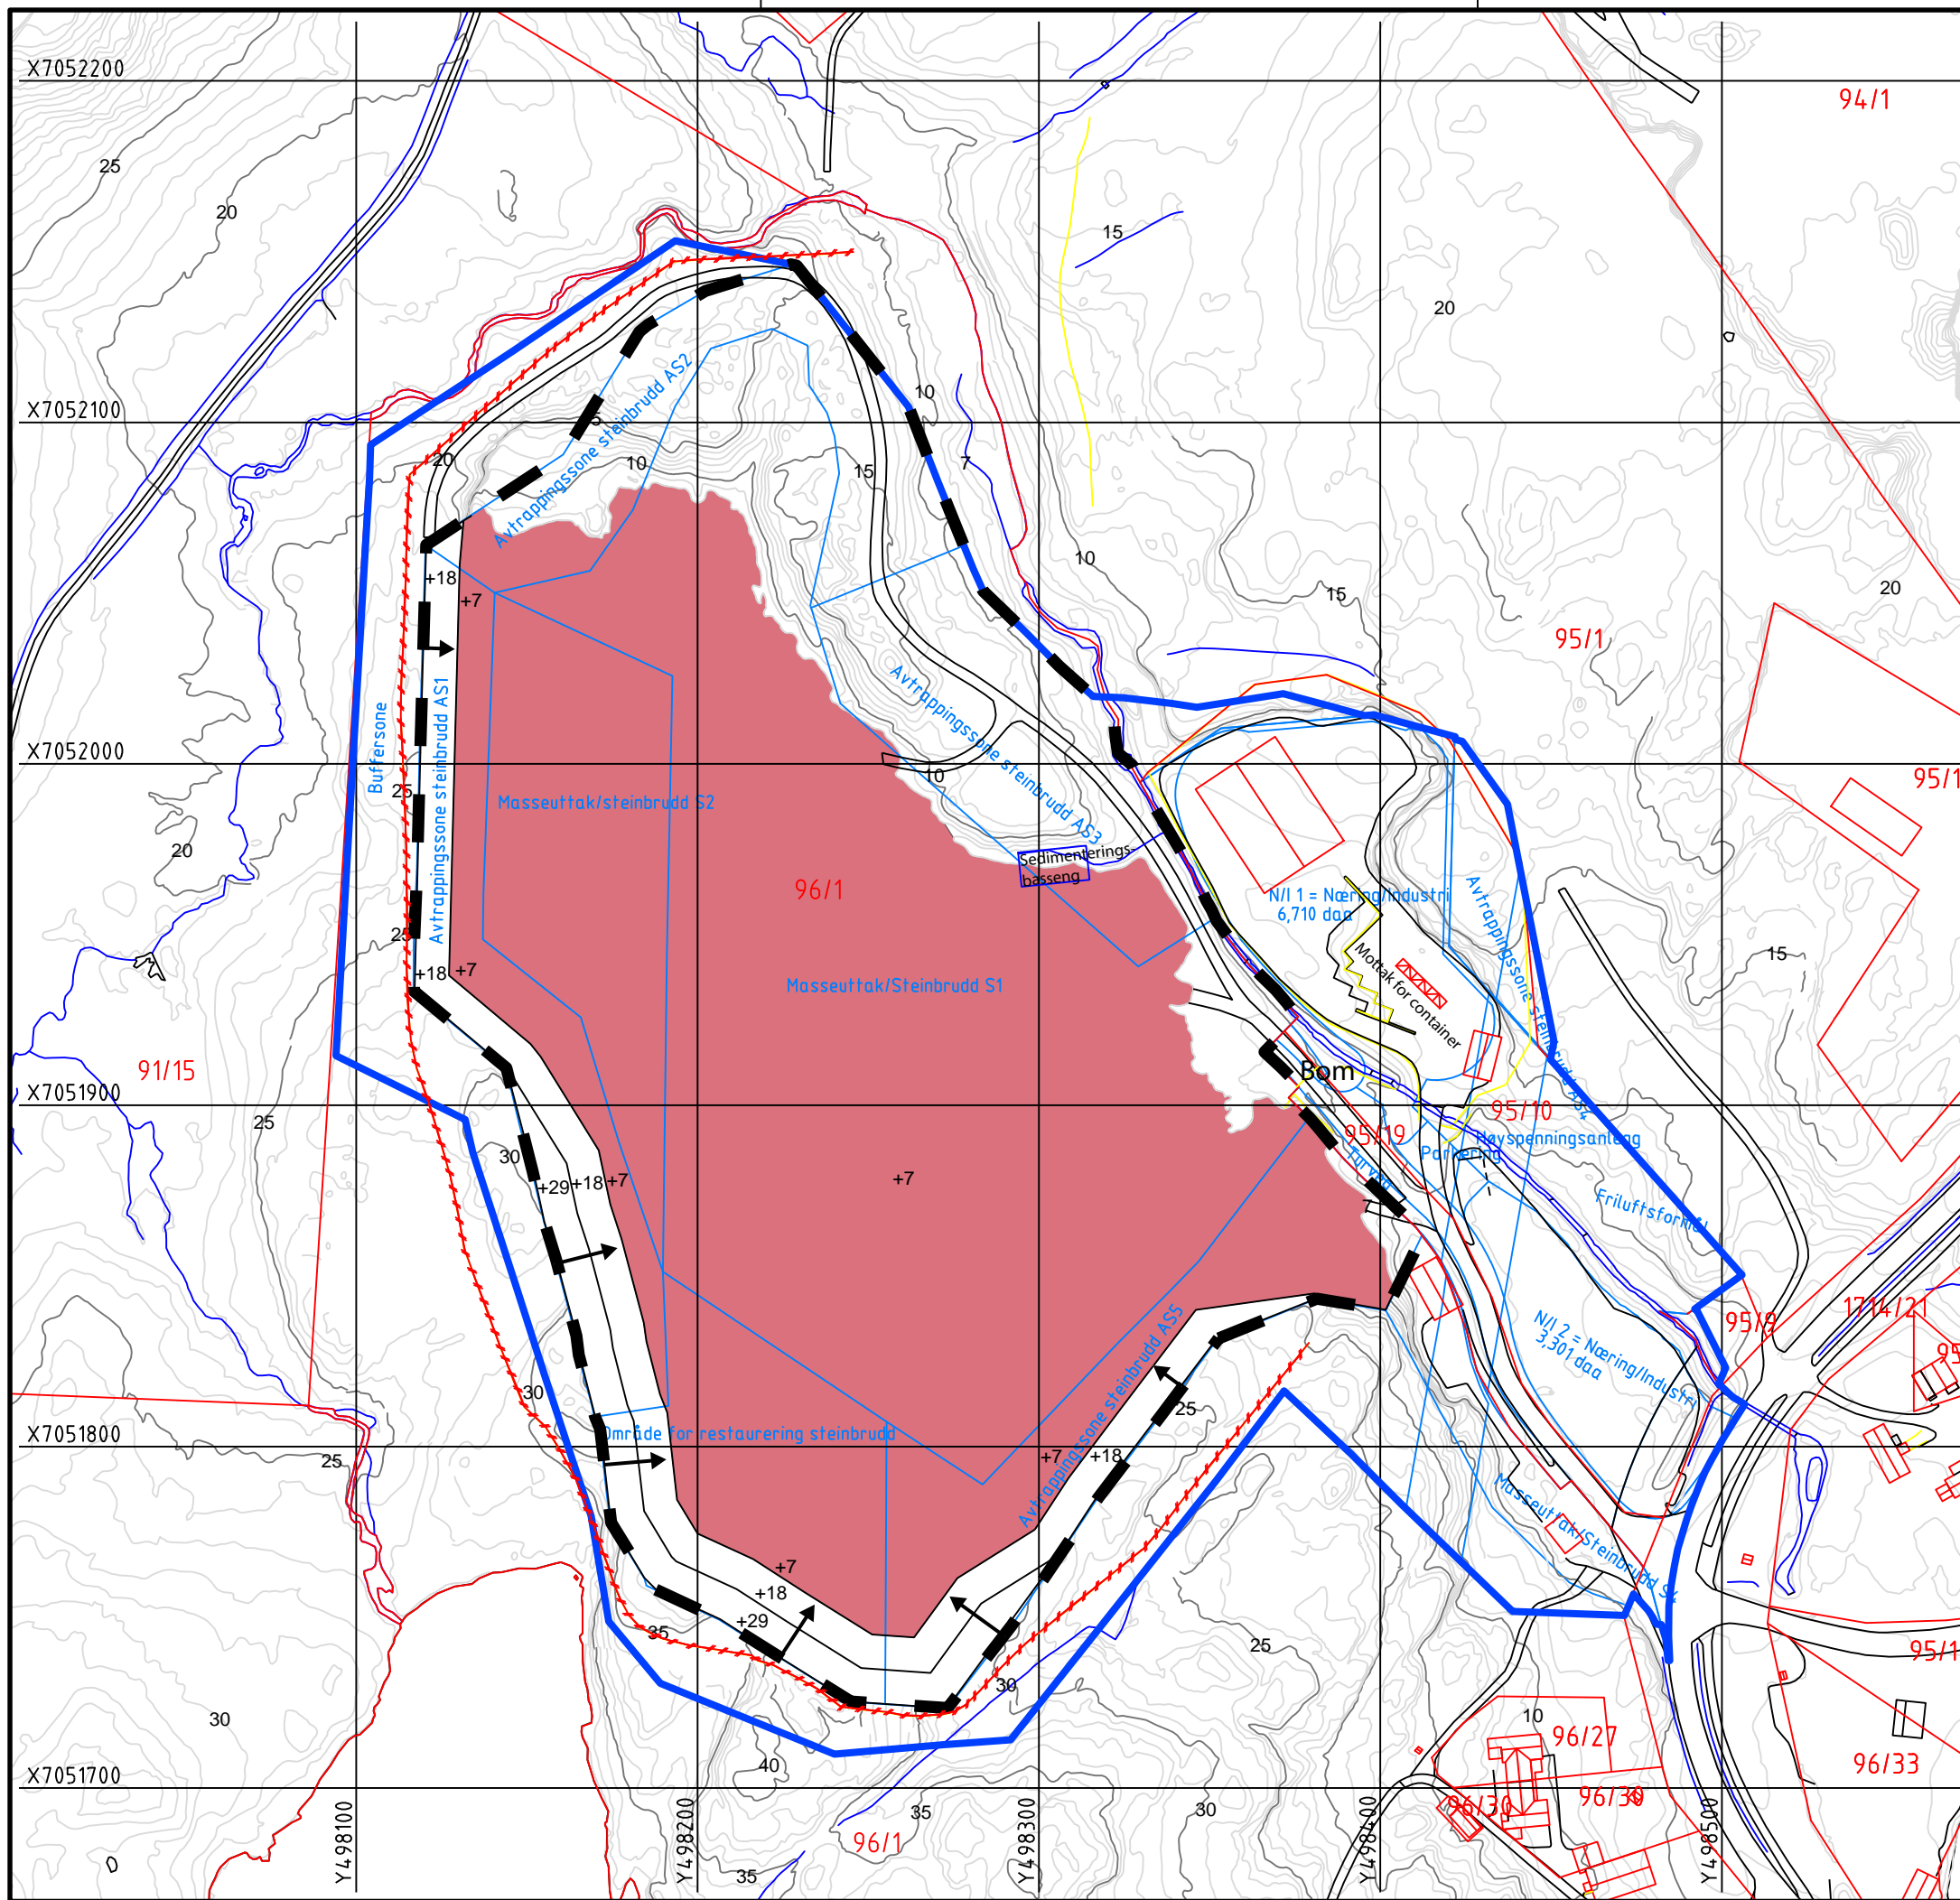 X7052200
94/1
25
20
15
20
10
X7052100
5
20
10
15
7
Avtrappingssone steinbrudd AS2
10
15
20
+18
+7
95/1
Avtrappingssone steinbrudd AS3
Buffersone
Avtrappingssone steinbrudd AS1
X7052000
25
10
95/1
Masseuttak/steinbrudd S2
20
Sedimenterings-
basseng
96/1
N/I 1 = Næring/Industri
6,710 daa
Avtrappingssone steinbrudd AS4
25
15
Mottak for container
+18
+7
Masseuttak/Steinbrudd S1
91/15
Bom
X7051900
95/10
25
95/19
Høyspenningsanlegg
Parkering
30
+29
+18
+7
+7
7
Friluftsformål
95/9
1714/21
95
N/I 2 = Næring/Industri
3,301 daa
30
25
Avtrappingssone steinbrudd AS5
X7051800
Område for restaurering steinbrudd
25
+7
+18
Masseuttak/Steinbrudd S4
+7
+18
+29
35
25
95/1
30
30
10
96/27
96/33
40
X7051700
96/30
96/30
35
30
96/1
35
Y498100
Y498200
Y498300
Y498400
Y498500